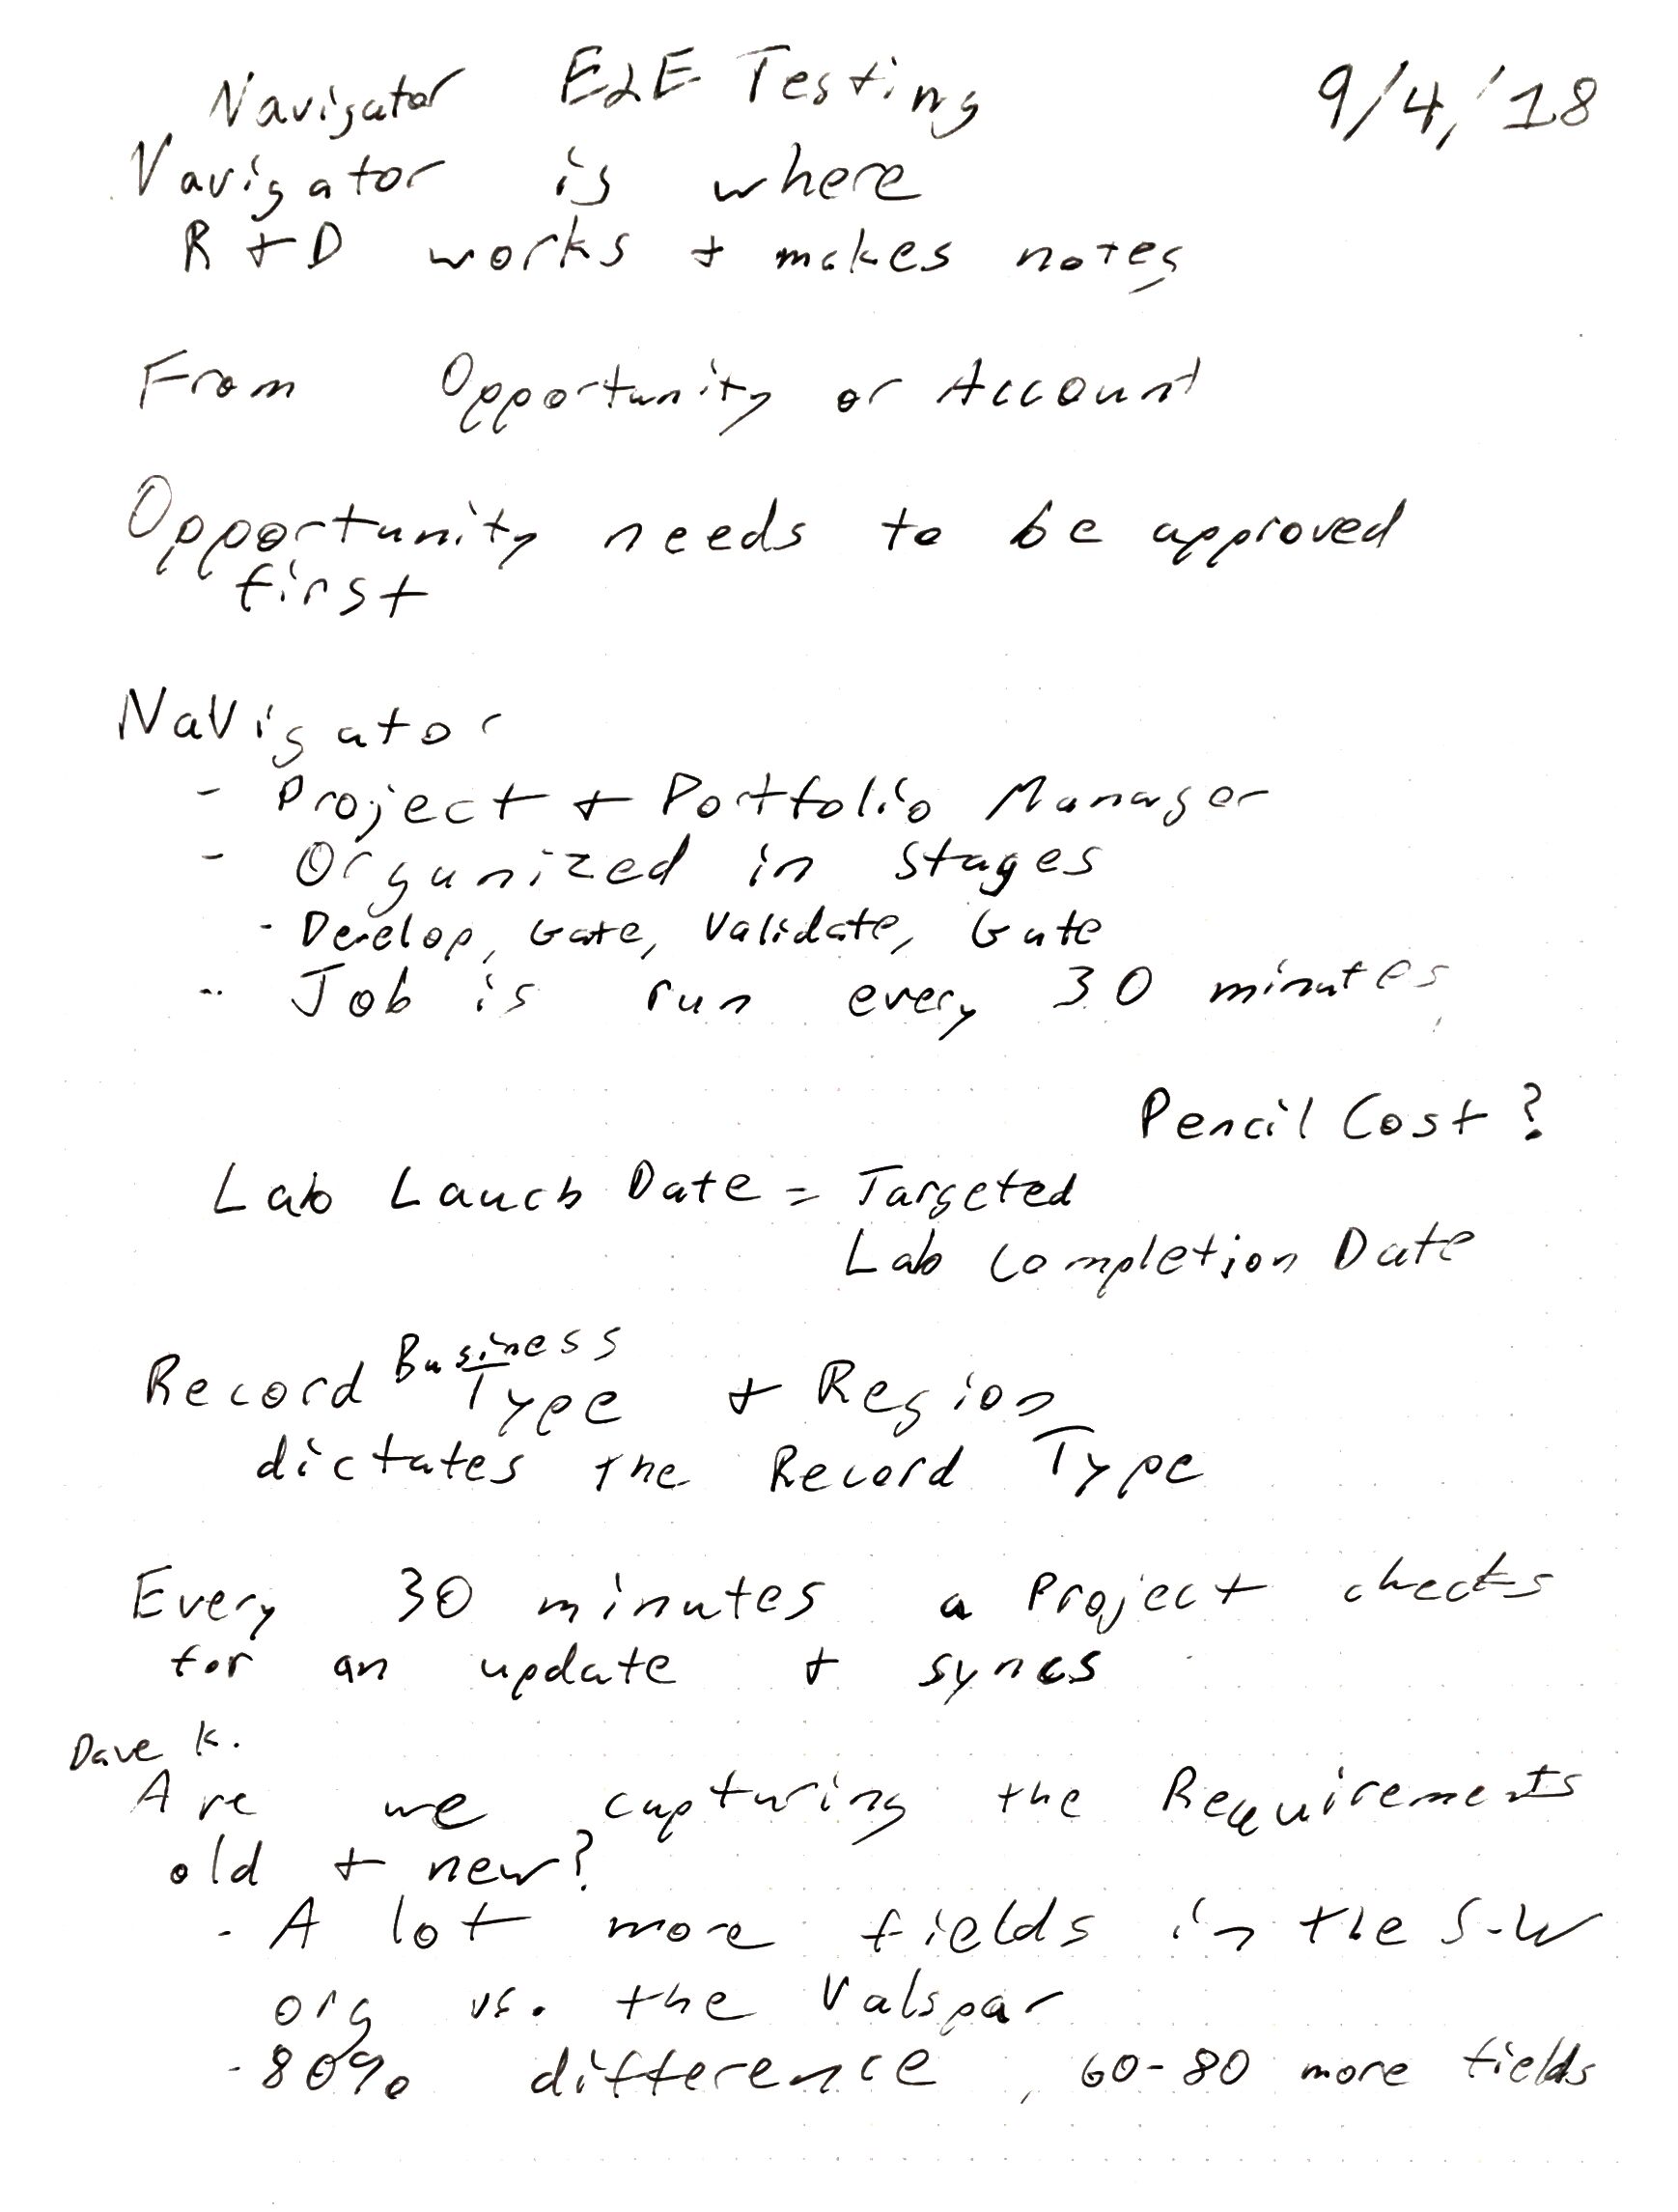 Navigator E2E Testing 9/4/'18
Navigator is where
R + D works + makes notes
From Opportunity or Account
Opportunity needs to be approved
first
NaVigator
- Project + Portfolio Manager
- Organized in stages
- Develop, Gate, Validate, Gate
- Job is run every 30 minutes
Pencil Cost?
Lab Lauch Date = Targeted
Lab Completion Date
Business
Record Type + Region
dictates the Record Type
Every 30 minutes a Project checks
for an update + syncs
Dave K.
Are we capturing the Requirements
old + new?
- A lot more fields in the S-W
org vs. the Valspar
- 80% difference, 60-80 more fields